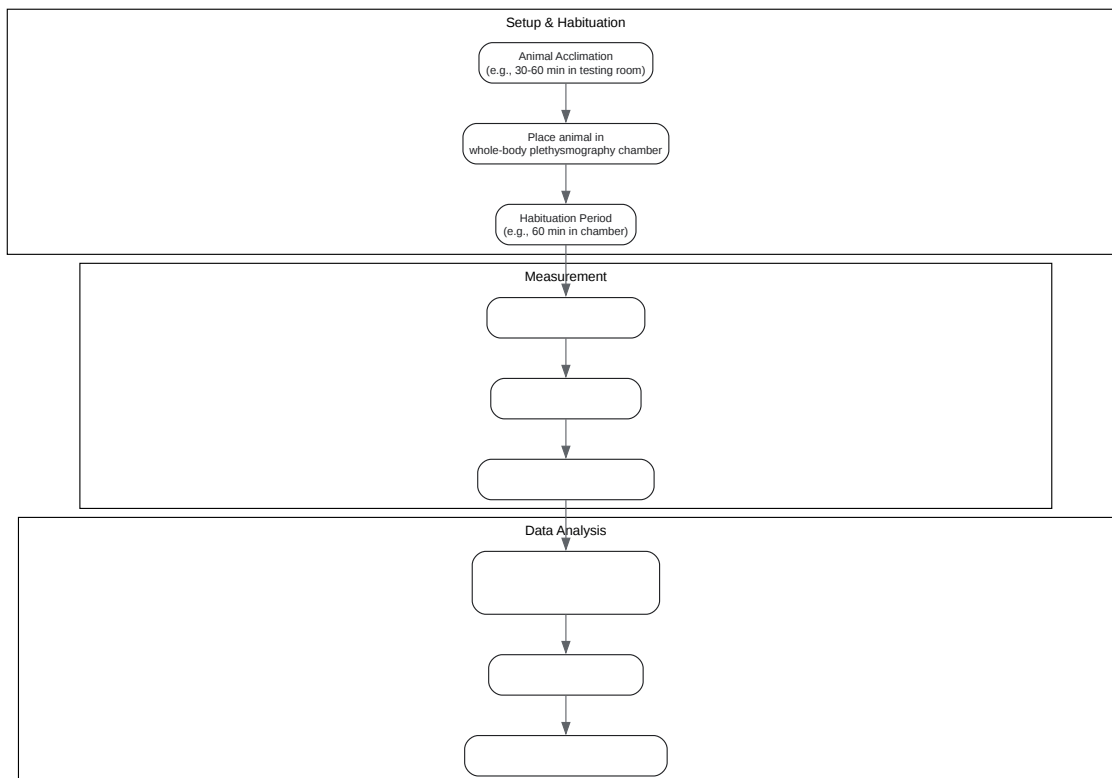 Setup & Habituation
Animal Acclimation
(e.g., 30-60 min in testing room)
Place animal in
whole-body plethysmography chamber
Habituation Period
(e.g., 60 min in chamber)
Measurement
Data Analysis